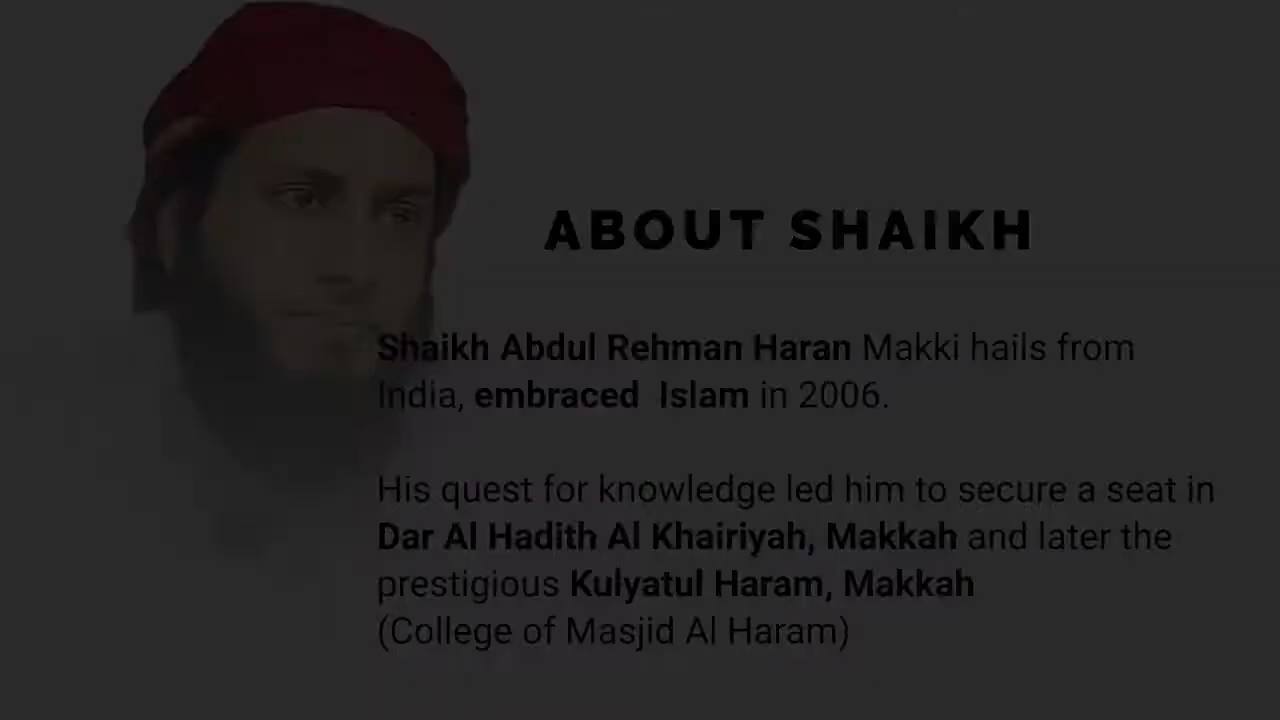 ABOUT SHAIKH
Shaikh Abdul Rehman Haran Makki hails from
India, embraced  Islam in 2006.
His quest for knowledge led him to secure a seat in
Dar Al Hadith Al Khairiyah, Makkah and later the
prestigious Kulyatul Haram, Makkah
(College of Masjid Al Haram)